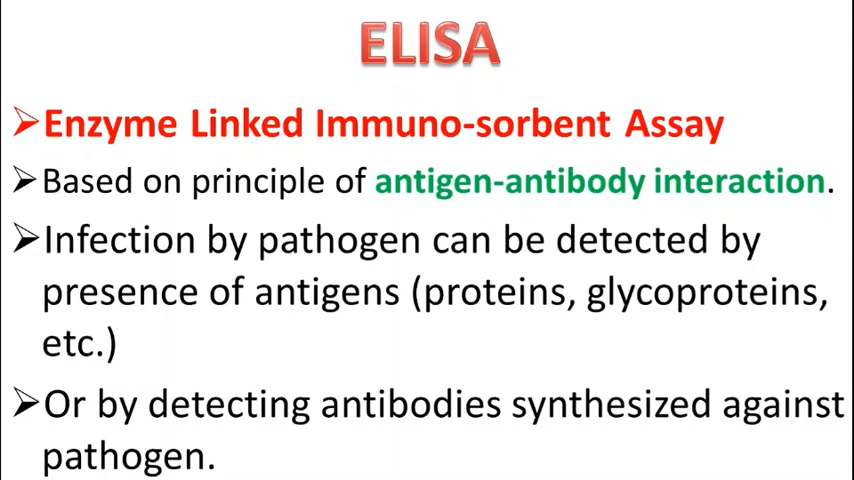 ELISA
➢Enzyme Linked Immuno-sorbent Assay
➢Based on principle of antigen-antibody interaction.
➢Infection by pathogen can be detected by
presence of antigens (proteins, glycoproteins,
etc.)
➢Or by detecting antibodies synthesized against
pathogen.